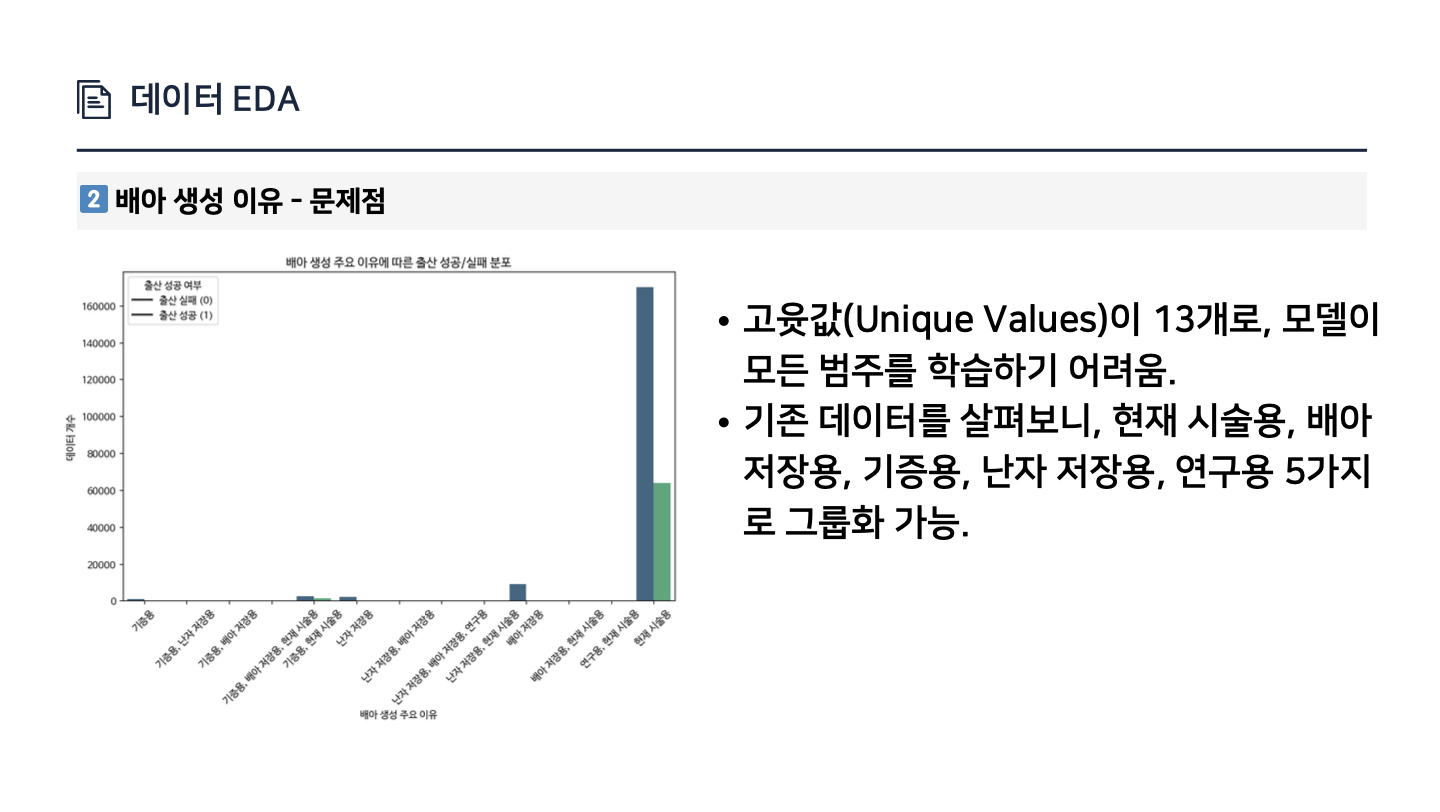 데이터 EDA
2 배아 생성 이유 - 문제점
배아 생성 주요 이유에 따른 출산 성공/실패 분포
출산 성공 여부
출산 실패 (0)
출산 성공 (1)
160000
140000
120000
100000
80000
60000
40000
20000
0
데이터 개수
기증용
기증용, 난자 저장용
기증용, 배아 저장용
기증용, 배아 저장용, 현재 시술용
기증용, 현재 시술용
난자 저장용
난자 저장용, 배아 저장용
난자 저장용, 배아 저장용, 연구용
난자 저장용, 현재 시술용
배아 저장용
배아 저장용, 현재 시술용
연구용, 현재 시술용
현재 시술용
배아 생성 주요 이유
• 고윳값(Unique Values)이 13개로, 모델이
모든 범주를 학습하기 어려움.
• 기존 데이터를 살펴보니, 현재 시술용, 배아
저장용, 기증용, 난자 저장용, 연구용 5가지
로 그룹화 가능.